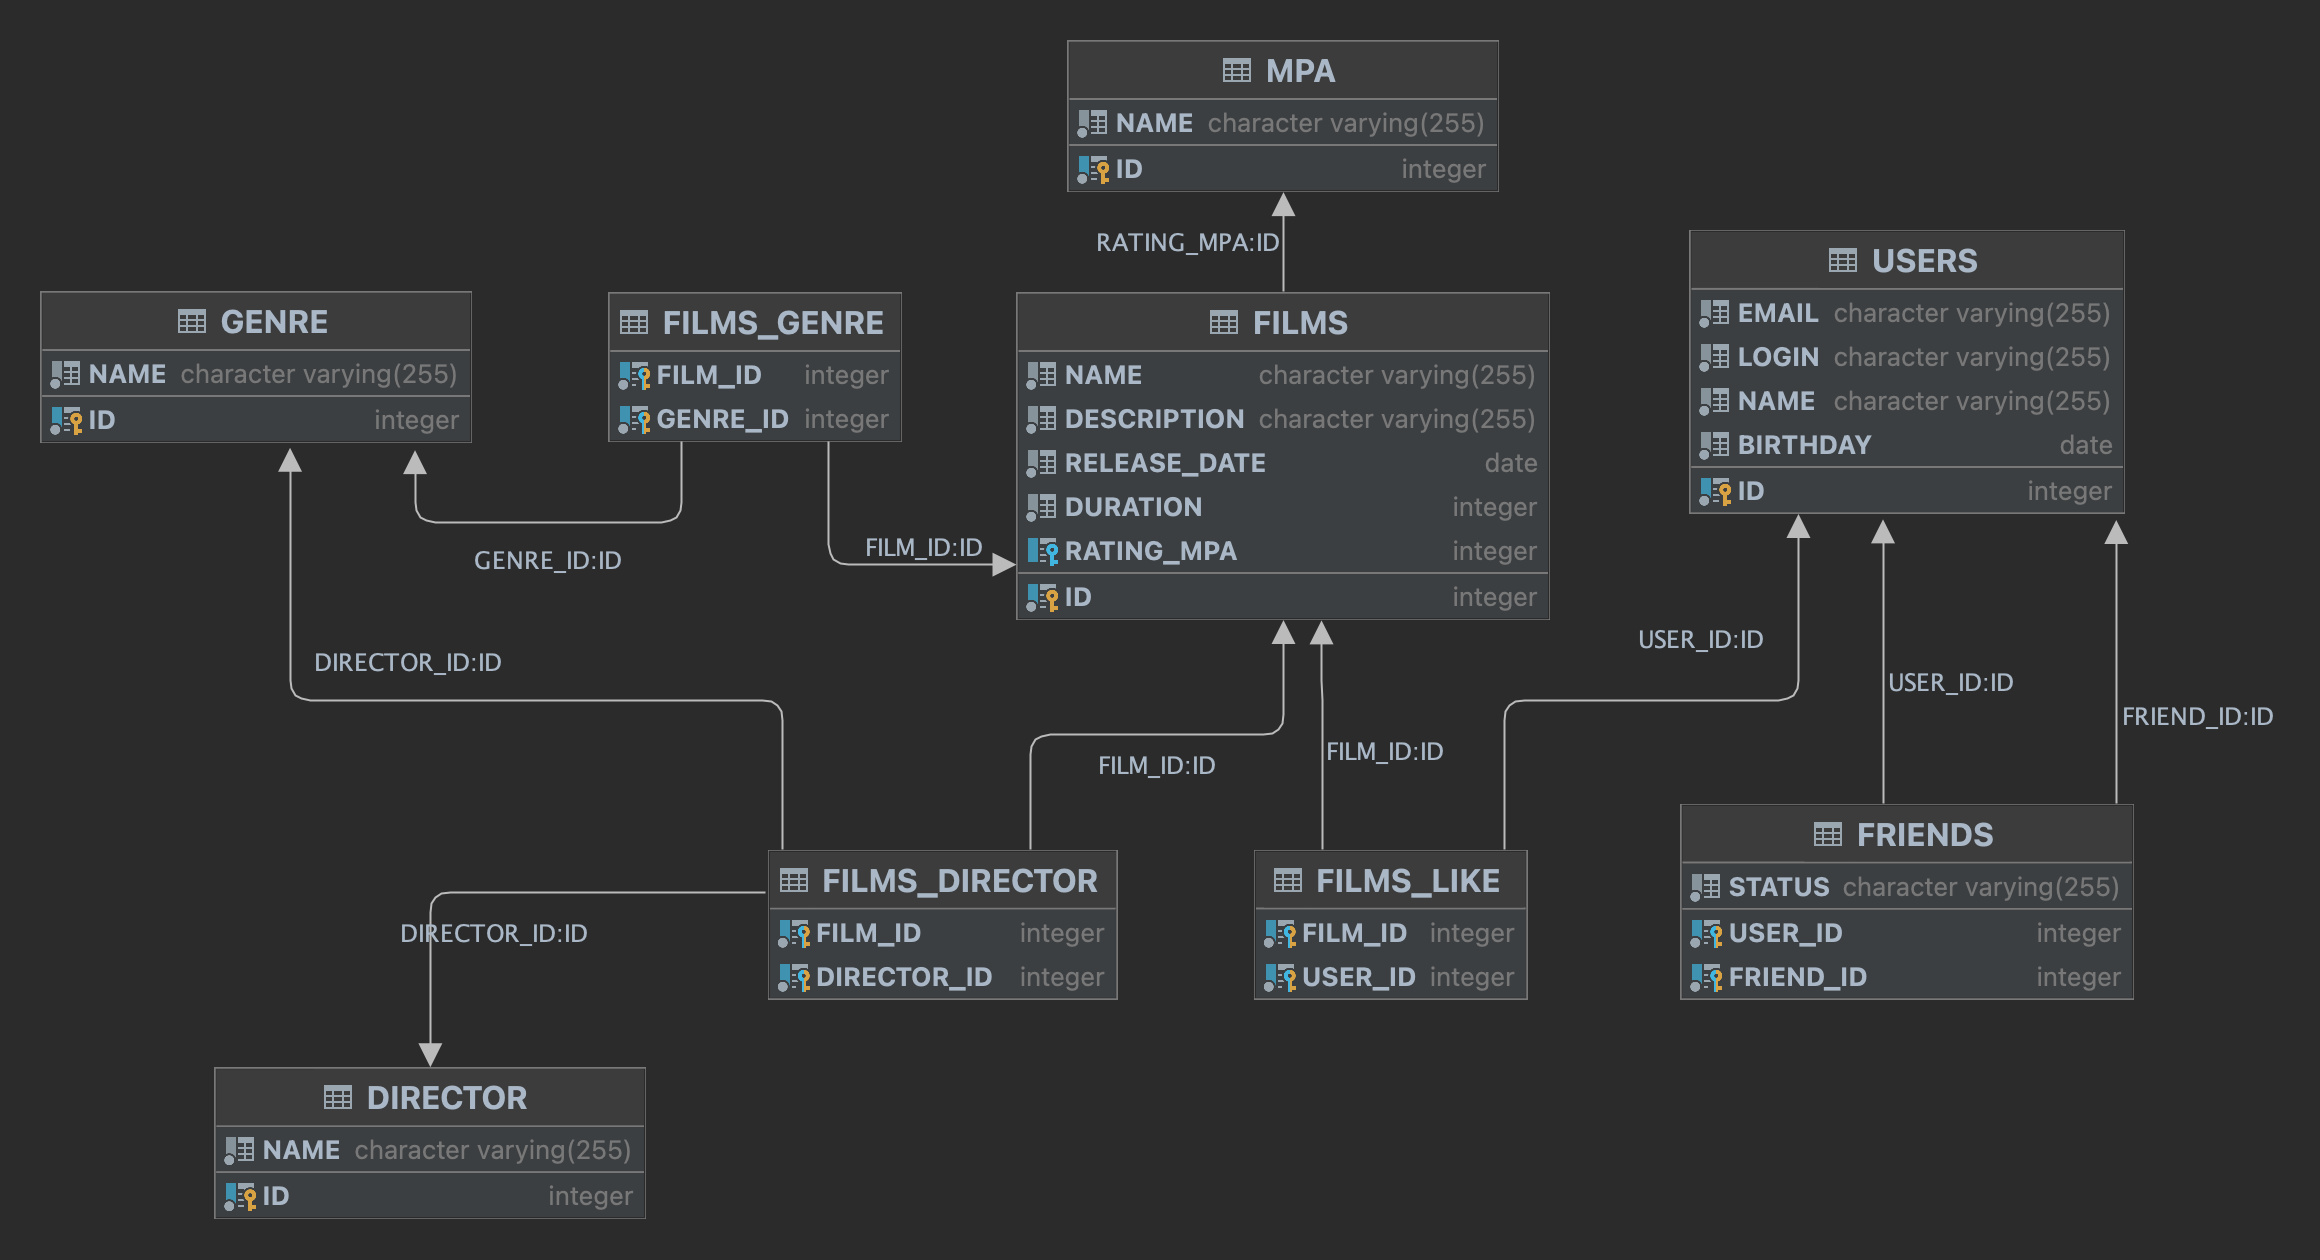 MPA
NAME character varying(255)
ID integer
RATING_MPA:ID
GENRE
NAME character varying(255)
ID integer
FILMS_GENRE
FILM_ID integer
GENRE_ID integer
FILMS
NAME character varying(255)
DESCRIPTION character varying(255)
RELEASE_DATE date
DURATION integer
RATING_MPA integer
ID integer
USERS
EMAIL character varying(255)
LOGIN character varying(255)
NAME character varying(255)
BIRTHDAY date
ID integer
GENRE_ID:ID
FILM_ID:ID
DIRECTOR_ID:ID
FILM_ID:ID
FILM_ID:ID
USER_ID:ID
USER_ID:ID
FRIEND_ID:ID
DIRECTOR_ID:ID
FILMS_DIRECTOR
FILM_ID integer
DIRECTOR_ID integer
FILMS_LIKE
FILM_ID integer
USER_ID integer
FRIENDS
STATUS character varying(255)
USER_ID integer
FRIEND_ID integer
DIRECTOR
NAME character varying(255)
ID integer